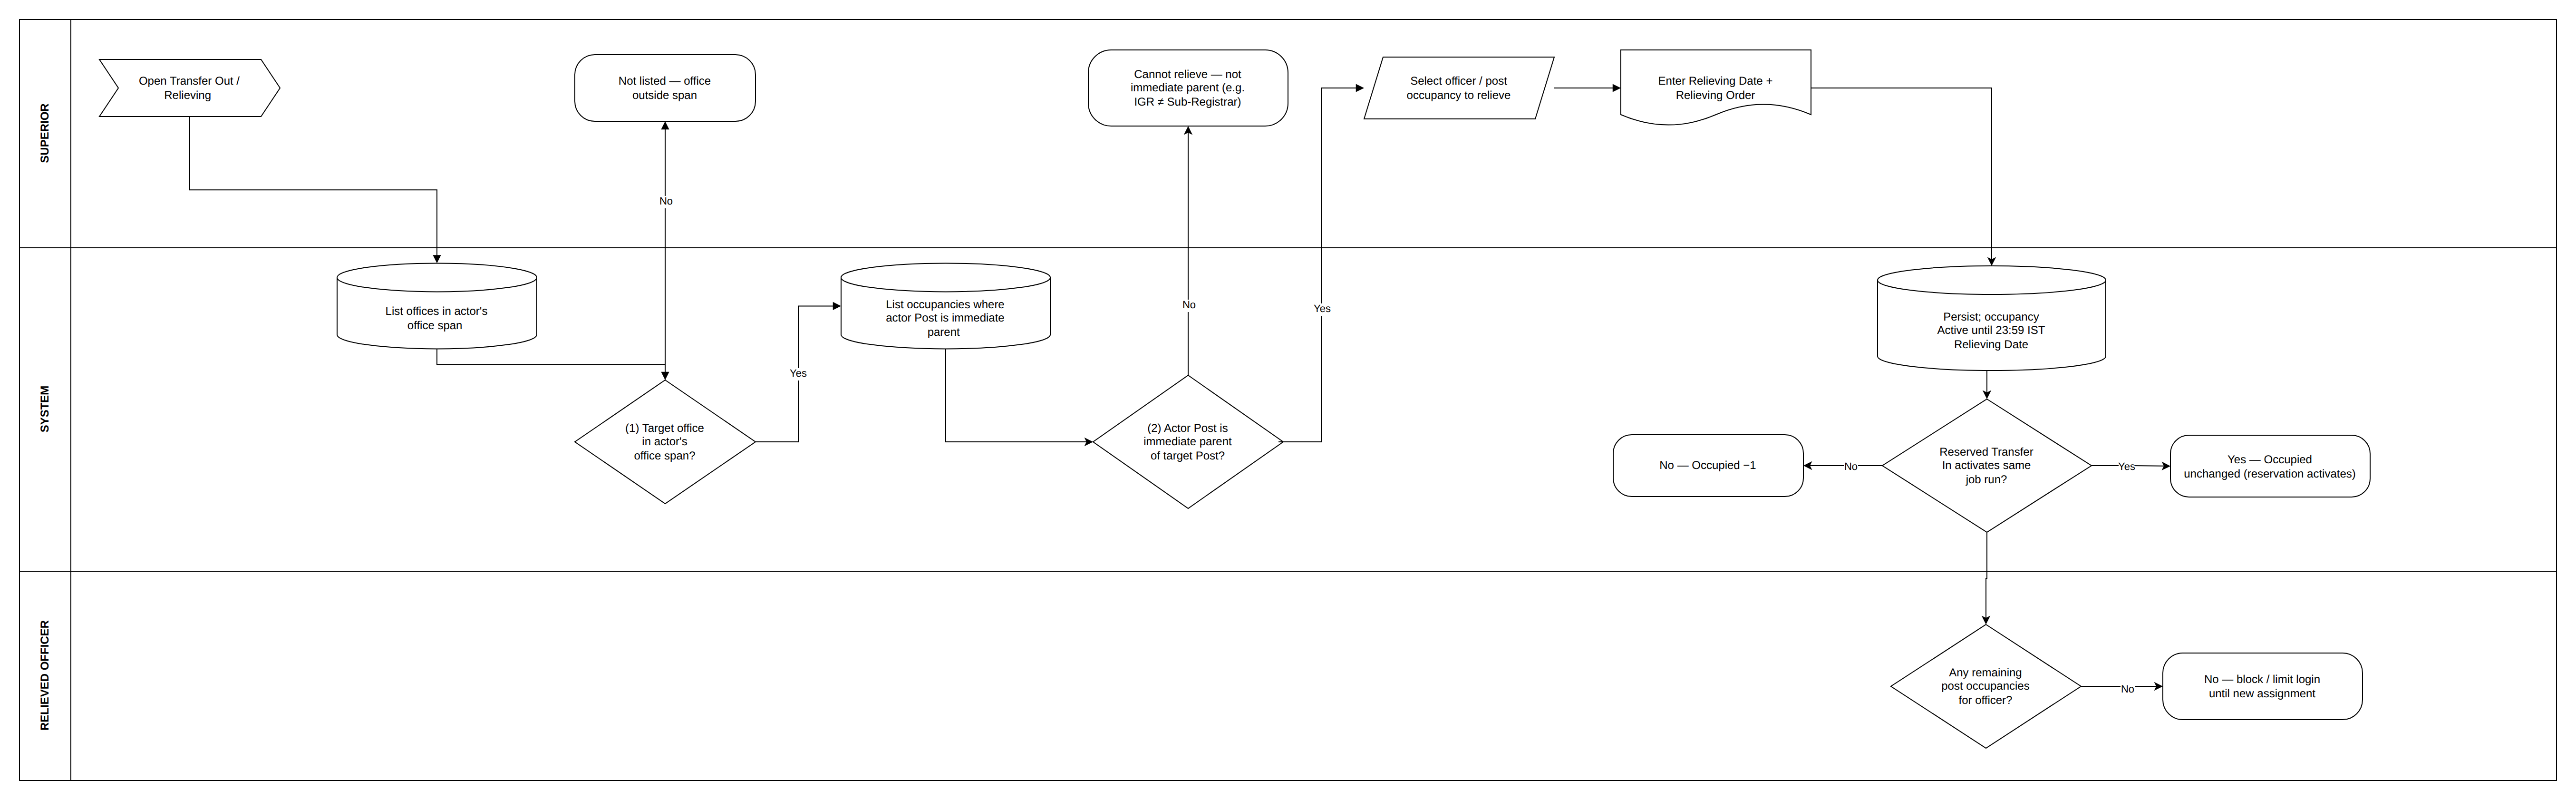 SUPERIOR
Open Transfer Out /
Relieving
Not listed — office
outside span
No
Cannot relieve — not
immediate parent (e.g.
IGR ≠ Sub-Registrar)
Select officer / post
occupancy to relieve
Enter Relieving Date +
Relieving Order
SYSTEM
List offices in actor's
office span
(1) Target office
in actor's
office span?
Yes
List occupancies where
actor Post is immediate
parent
No
(2) Actor Post is
immediate parent
of target Post?
Yes
Persist; occupancy
Active until 23:59 IST
Relieving Date
No — Occupied −1
No
Reserved Transfer
In activates same
job run?
Yes
Yes — Occupied
unchanged (reservation activates)
RELIEVED OFFICER
Any remaining
post occupancies
for officer?
No
No — block / limit login
until new assignment